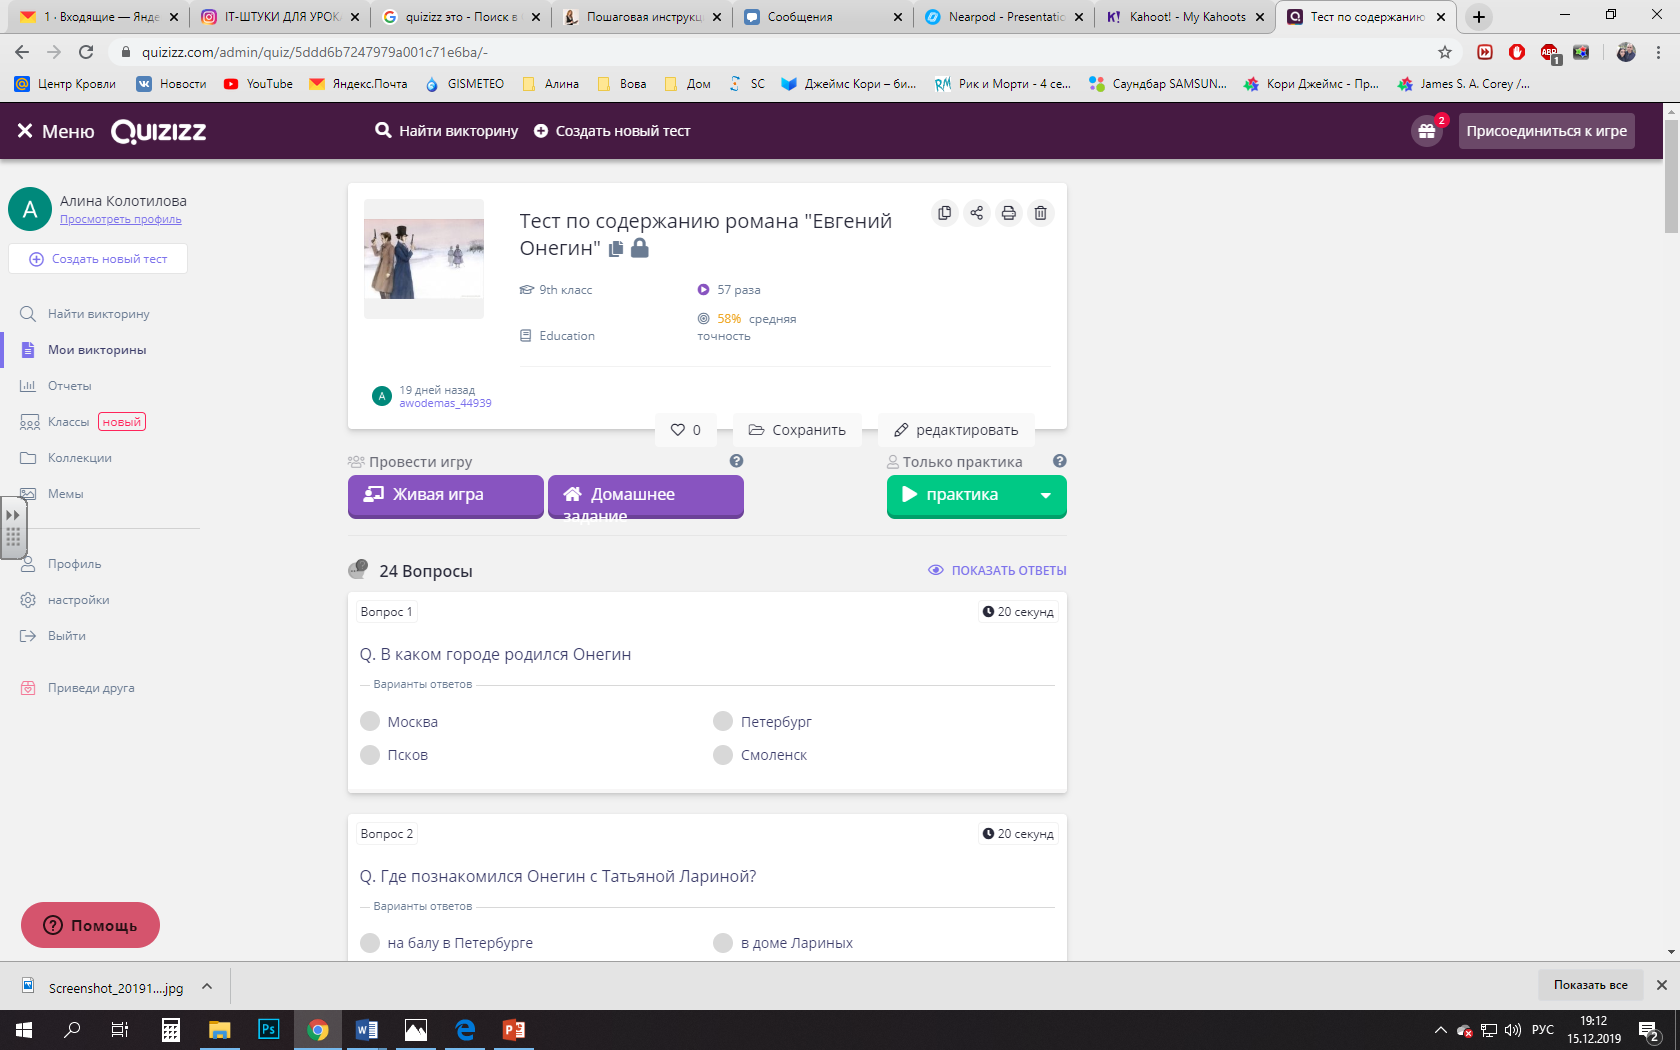 1 · Входящие — Янде
IT-ШТУКИ ДЛЯ УРОК
quizizz это - Поиск в
Пошаговая инструкц
Сообщения
Nearpod - Presentatio
Kahoot! - My Kahoots
Тест по содержанию
quizizz.com/admin/quiz/5ddd6b7247979a001c71e6ba/-
ABP
1
Центр Кровли
Новости
YouTube
Яндекс.Почта
GISMETEO
Алина
Вова
Дом
SC
Джеймс Кори – би...
Рик и Морти - 4 се...
Саундбар SAMSUN...
Кори Джеймс - Пр...
James S. A. Corey /...
Меню
Quizizz
Найти викторину
Создать новый тест
2
Присоединиться к игре
А
Алина Колотилова
Просмотреть профиль
Создать новый тест
Найти викторину
Мои викторины
Отчеты
Классы новый
Коллекции
Мемы
Профиль
настройки
Выйти
Приведи друга
Помощь
Тест по содержанию романа "Евгений
Онегин"
9th класс
57 раза
58% средняя
точность
Education
А
19 дней назад
awodemas_44939
0
Сохранить
редактировать
Провести игру
Только практика
Живая игра
Домашнее
задание
практика
24 Вопросы
ПОКАЗАТЬ ОТВЕТЫ
Вопрос 1
20 секунд
Q. В каком городе родился Онегин
Варианты ответов
Москва
Петербург
Псков
Смоленск
Вопрос 2
20 секунд
Q. Где познакомился Онегин с Татьяной Лариной?
Варианты ответов
на балу в Петербурге
в доме Лариных
Screenshot_20191....jpg
Показать все
Ps
РУС
19:12
15.12.2019
2